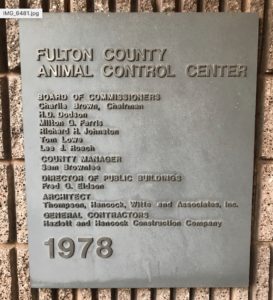 IMG_6481.jpg
FULTON COUNTY
ANIMAL CONTROL CENTER
BOARD OF COMMISSIONERS
Charlie Brown, Chairman
H.D. Dodson
Milton G. Farris
Richard H. Johnston
Tom Lowe
Lee J. Roach
COUNTY MANAGER
Sam Brownlee
DIRECTOR OF PUBLIC BUILDINGS
Fred G. Eidson
ARCHITECT
Thompson, Hancock, Witte and Associates, Inc.
GENERAL CONTRACTORS
Hazlett and Hancock Construction Company
1978